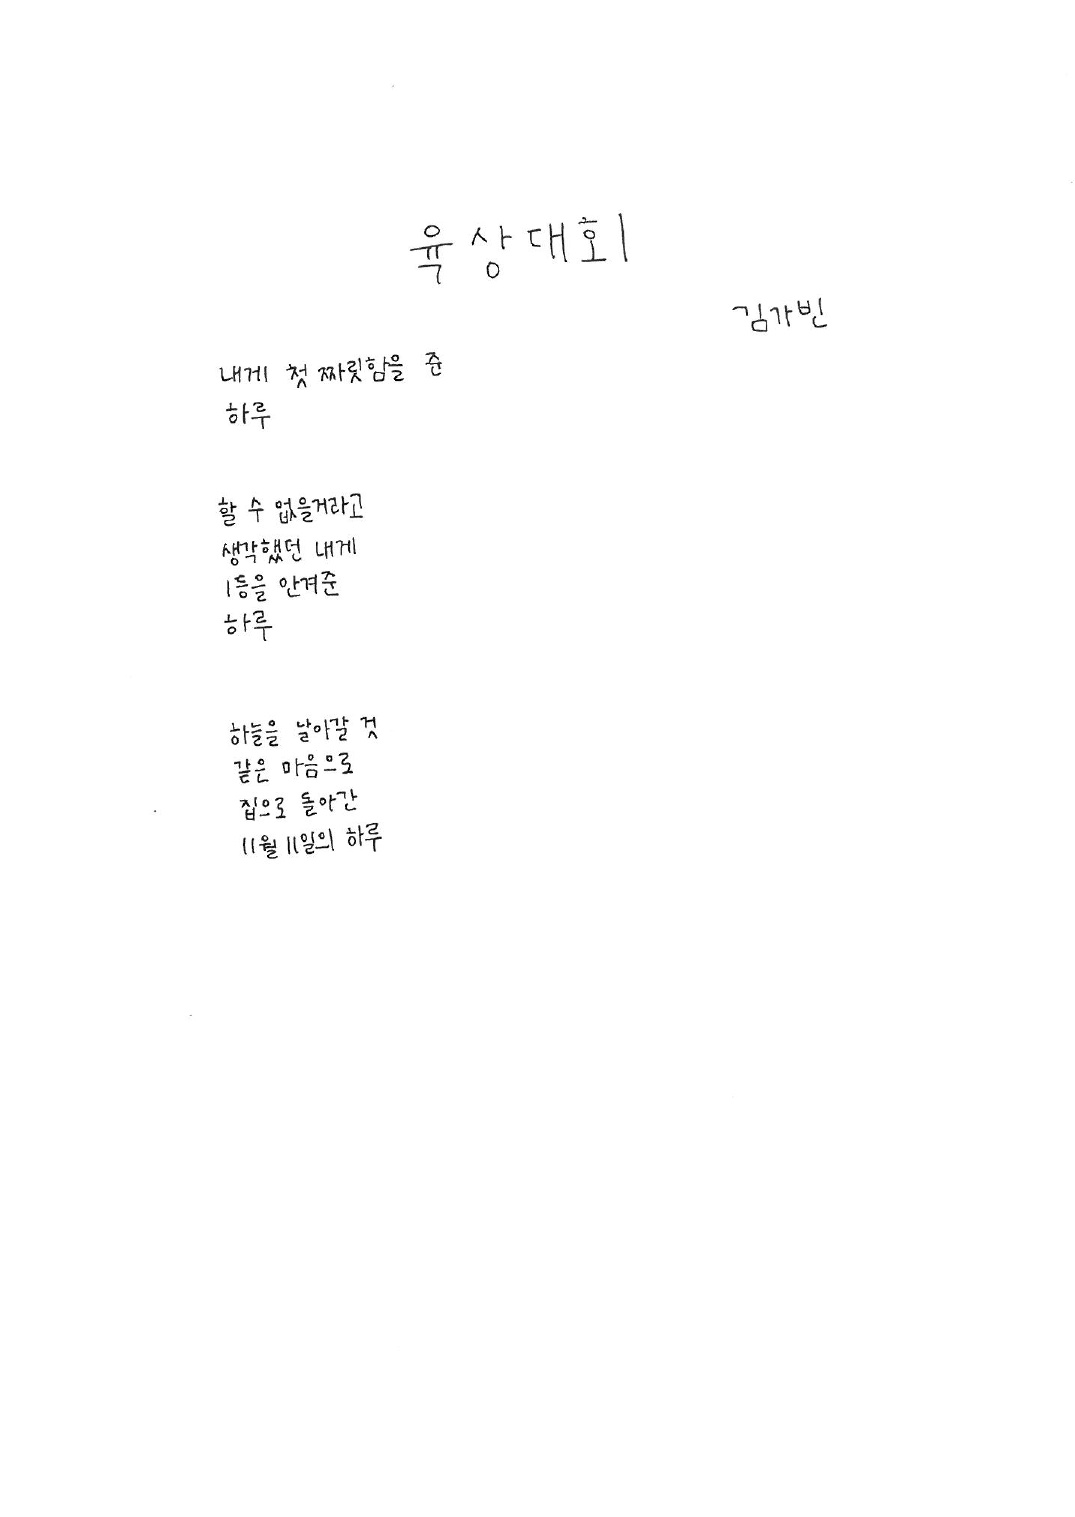 육상대회
김가빈
내게 첫 짜릿함을 준
하루
할 수 없을거라고
생각했던 내게
1등을 안겨준
하루
하늘을 날아갈 것
같은 마음으로
집으로 돌아간
11월 11일의 하루